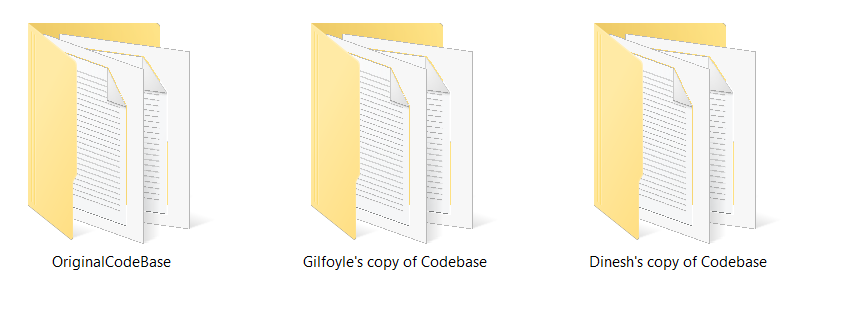 OriginalCodeBase
Gilfoyle's copy of Codebase
Dinesh's copy of Codebase